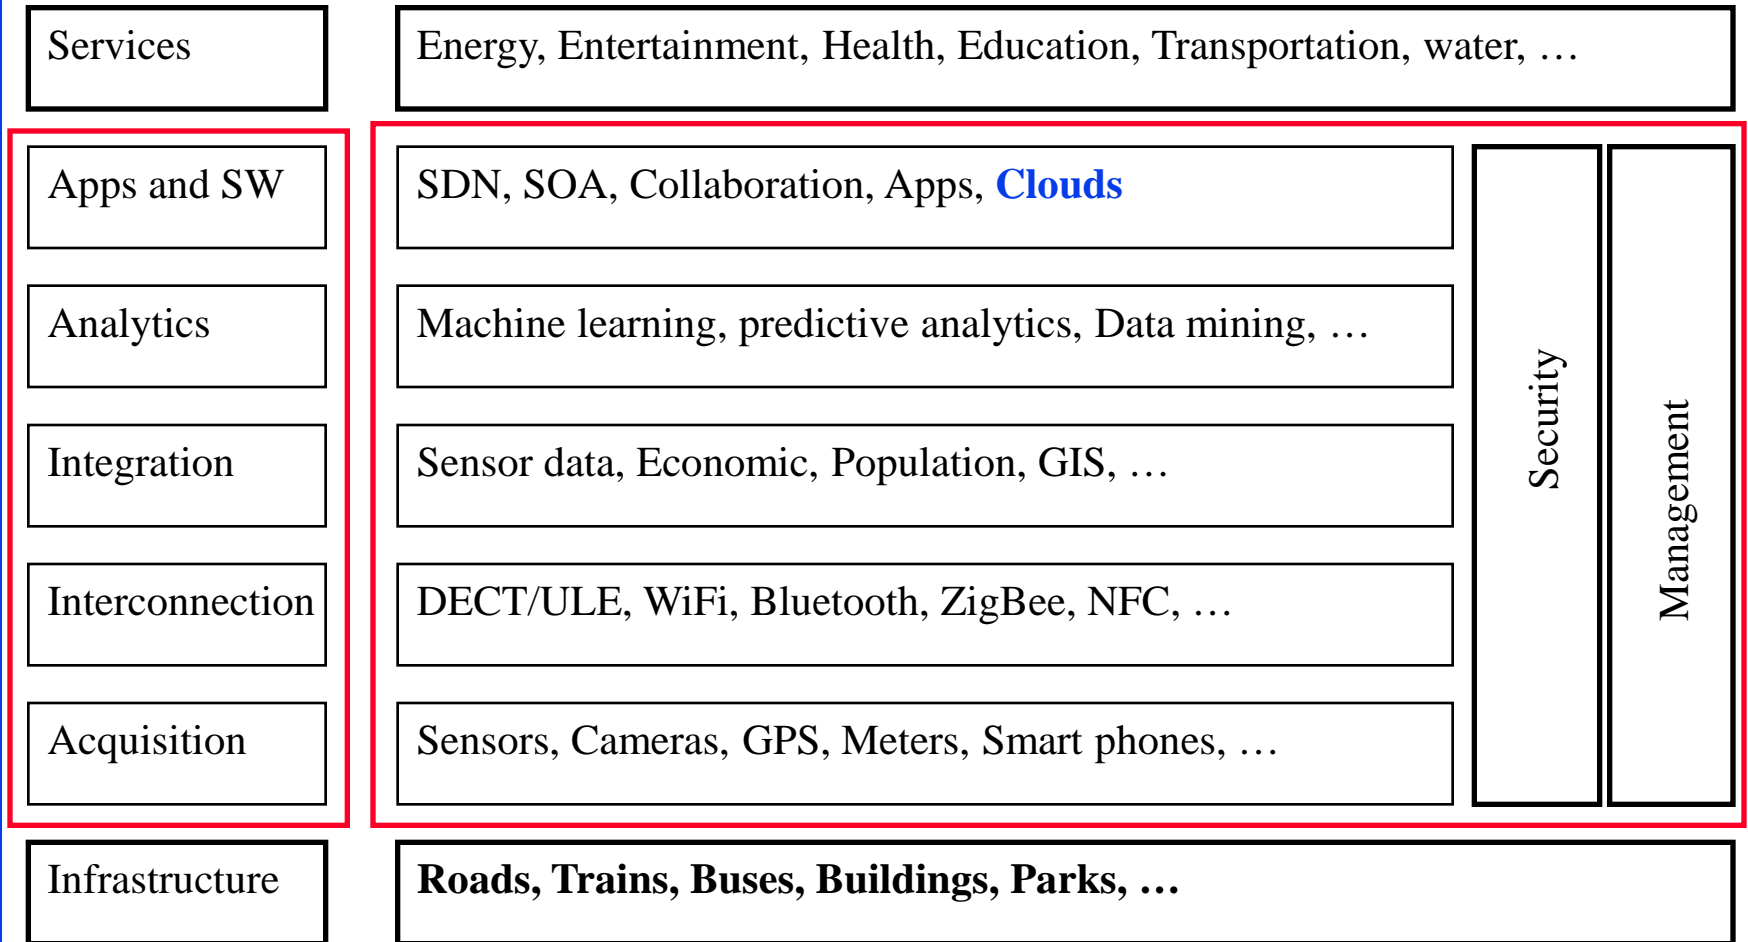 Services
Energy, Entertainment, Health, Education, Transportation, water, …
Apps and SW
SDN, SOA, Collaboration, Apps, Clouds
Analytics
Machine learning, predictive analytics, Data mining, …
Integration
Sensor data, Economic, Population, GIS, …
Interconnection
DECT/ULE, WiFi, Bluetooth, ZigBee, NFC, …
Acquisition
Sensors, Cameras, GPS, Meters, Smart phones, …
Security
Management
Infrastructure
Roads, Trains, Buses, Buildings, Parks, …